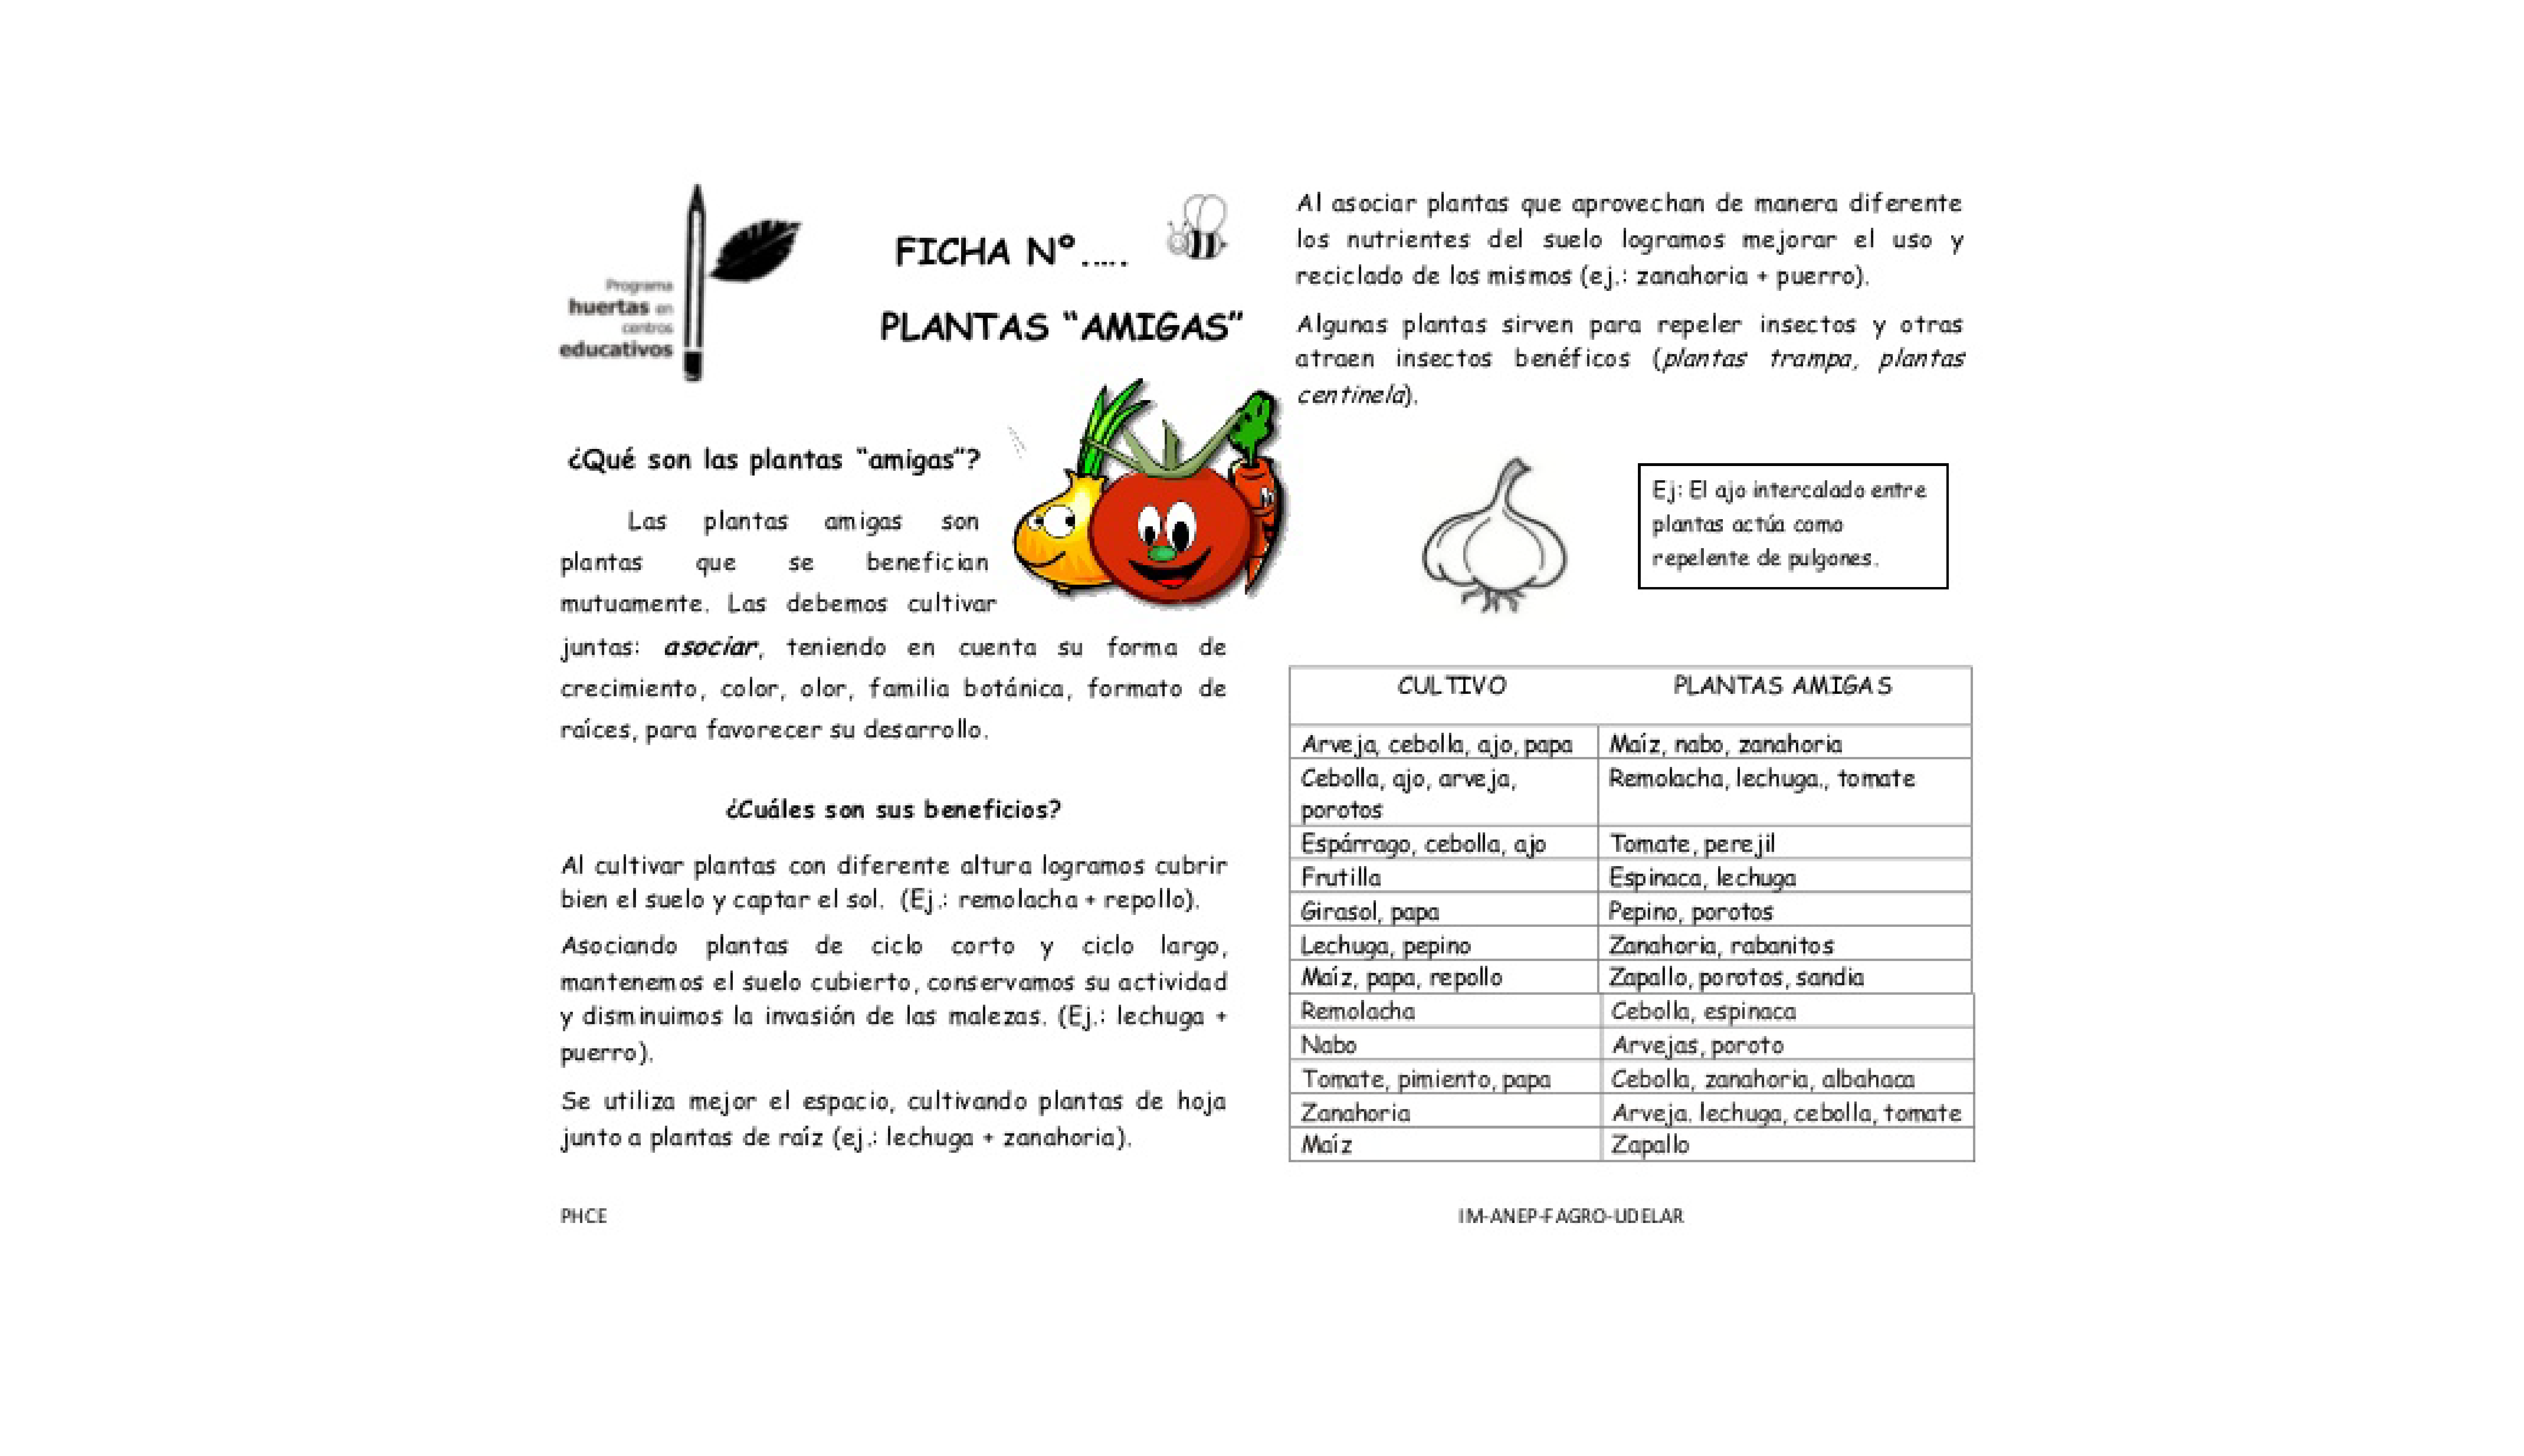 Programa
huertas en
centros
educativos
FICHA Nº.....
PLANTAS “AMIGAS”
¿Qué son las plantas “amigas”?
Las plantas amigas son
plantas que se benefician
mutuamente. Las debemos cultivar
juntas: asociar, teniendo en cuenta su forma de
crecimiento, color, olor, familia botánica, formato de
raíces, para favorecer su desarrollo.
¿Cuáles son sus beneficios?
Al cultivar plantas con diferente altura logramos cubrir
bien el suelo y captar el sol. (Ej.: remolacha + repollo).
Asociando plantas de ciclo corto y ciclo largo,
mantenemos el suelo cubierto, conservamos su actividad
y disminuimos la invasión de las malezas. (Ej.: lechuga +
puerro).
Se utiliza mejor el espacio, cultivando plantas de hoja
junto a plantas de raíz (ej.: lechuga + zanahoria).
Al asociar plantas que aprovechan de manera diferente
los nutrientes del suelo logramos mejorar el uso y
reciclado de los mismos (ej.: zanahoria + puerro).
Algunas plantas sirven para repeler insectos y otras
atraen insectos benéficos (plantas trampa, plantas
centinela).
Ej: El ajo intercalado entre
plantas actúa como
repelente de pulgones.
CULTIVO PLANTAS AMIGAS
Arveja, cebolla, ajo, papa Maíz, nabo, zanahoria
Cebolla, ajo, arveja, Remolacha, lechuga., tomate
porotos
Espárrago, cebolla, ajo Tomate, perejil
Frutilla Espinaca, lechuga
Girasol, papa Pepino, porotos
Lechuga, pepino Zanahoria, rabanitos
Maíz, papa, repollo Zapallo, porotos, sandia
Remolacha Cebolla, espinaca
Nabo Arvejas, poroto
Tomate, pimiento, papa Cebolla, zanahoria, albahaca
Zanahoria Arveja. lechuga, cebolla, tomate
Maíz Zapallo
PHCE IM-ANEP-FAGRO-UDELAR